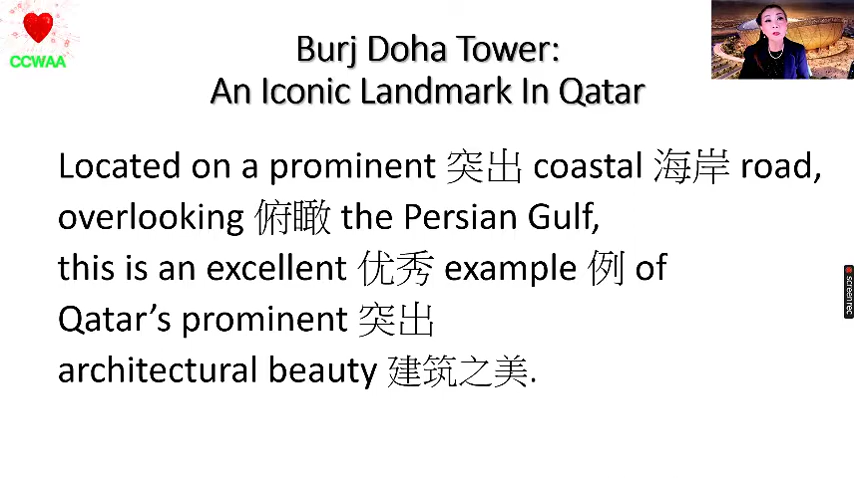 CCWAA
Burj Doha Tower:
An Iconic Landmark In Qatar
Located on a prominent 突出 coastal 海岸 road,
overlooking 俯瞰 the Persian Gulf,
this is an excellent 优秀 example 例 of
Qatar’s prominent 突出
architectural beauty 建筑之美.
screenrec